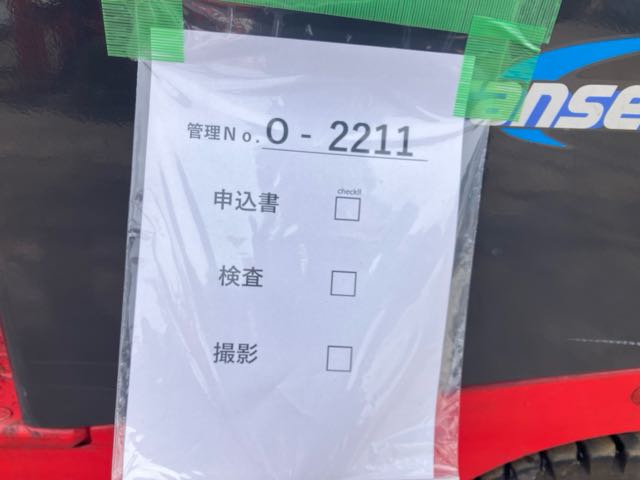 管理No. O - 2211
check!!
申込書 □
検査 □
撮影 □
anse